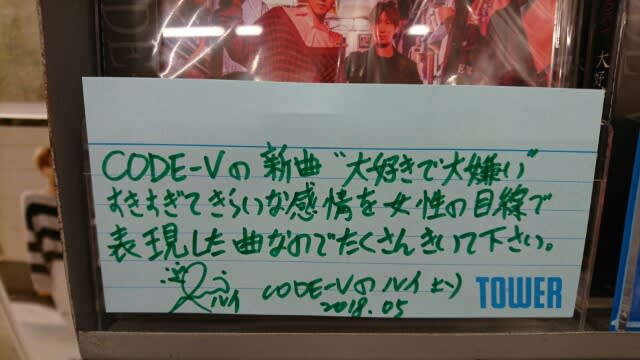 CODE-Vの新曲"大好きで大嫌い"
すきすぎてきらいな感情を女性の目線で
表現した曲なのでたくさんきいて下さい。
ルイ CODE-Vのルイより
2018.05
TOWER
大好